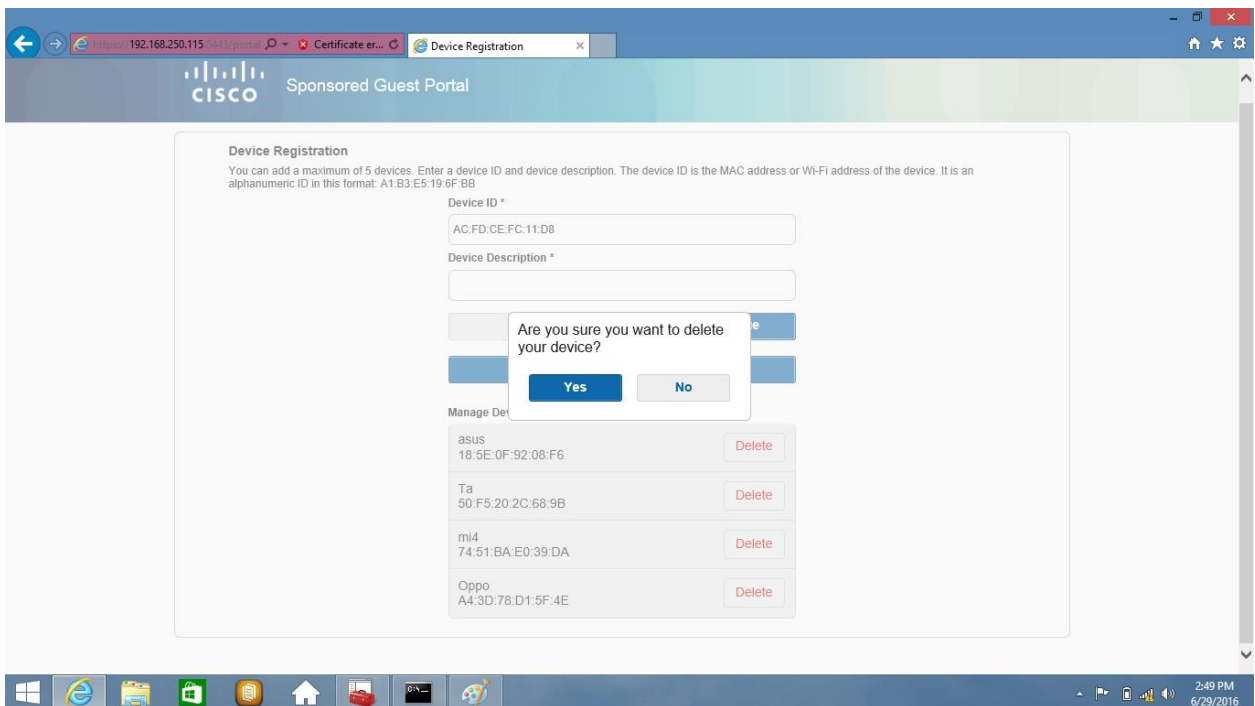 https://192.168.250.115:8443/portal
Certificate er...
Device Registration
CISCO
Sponsored Guest Portal
Device Registration
You can add a maximum of 5 devices. Enter a device ID and device description. The device ID is the MAC address or Wi-Fi address of the device. It is an
alphanumeric ID in this format: A1:B3:E5:19:6F:BB
Device ID *
AC:FD:CE:FC:11:D8
Device Description *
Are you sure you want to delete
your device?
Yes
No
Manage
asus
18:5E:0F:92:08:F6
Delete
Ta
50:F5:20:2C:68:9B
Delete
mi4
74:51:BA:E0:39:DA
Delete
Oppo
A4:3D:78:D1:5F:4E
Delete
2:49 PM
6/29/2016